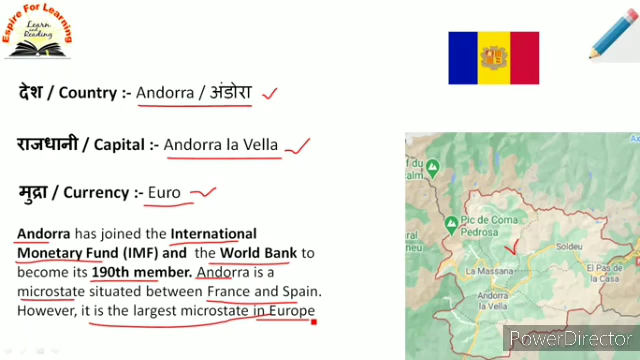 Espire For Learning
Learn
and
Reading
देश / Country :- Andorra / अंडोरा
राजधानी / Capital :- Andorra la Vella
मुद्रा / Currency :- Euro
Andorra has joined the International
Monetary Fund (IMF) and the World Bank to
become its 190th member. Andorra is a
microstate situated between France and Spain.
However, it is the largest microstate in Europe
Pic de Coma
Pedrosa
Soldeu
La Massana
El Pas de
la Casa
Andorra
la Vella
PowerDirector